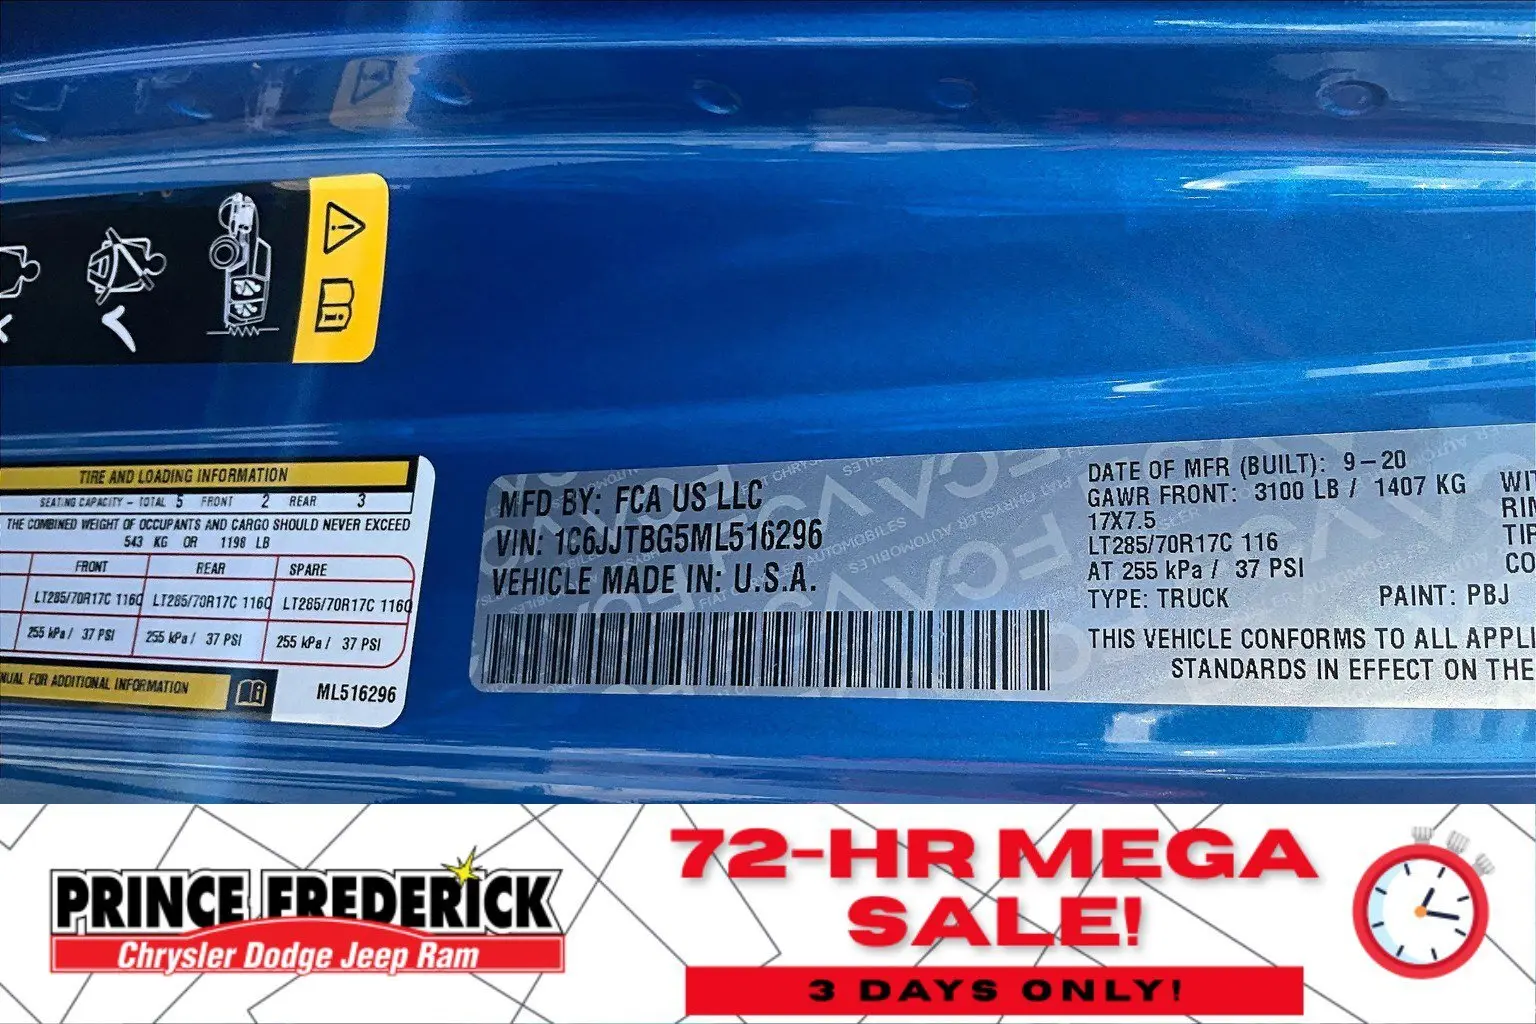 TIRE AND LOADING INFORMATION
SEATING CAPACITY - TOTAL 5 FRONT 2 REAR 3
THE COMBINED WEIGHT OF OCCUPANTS AND CARGO SHOULD NEVER EXCEED
543 KG OR 1198 LB
FRONT REAR SPARE
LT285/70R17C 116Q LT285/70R17C 116Q LT285/70R17C 116Q
255 kPa / 37 PSI 255 kPa / 37 PSI 255 kPa / 37 PSI
NUAL FOR ADDITIONAL INFORMATION
ML516296
MFD BY: FCA US LLC
VIN: 1C6JJTBG5ML516296
VEHICLE MADE IN: U.S.A.
DATE OF MFR (BUILT): 9-20
GAWR FRONT: 3100 LB / 1407 KG
17X7.5
LT285/70R17C 116
AT 255 kPa / 37 PSI
TYPE: TRUCK PAINT: PBJ
THIS VEHICLE CONFORMS TO ALL APPL
STANDARDS IN EFFECT ON THE
WIT
RIM
TIR
CO
PRINCE FREDERICK
Chrysler Dodge Jeep Ram
72-HR MEGA
SALE!
3 DAYS ONLY!